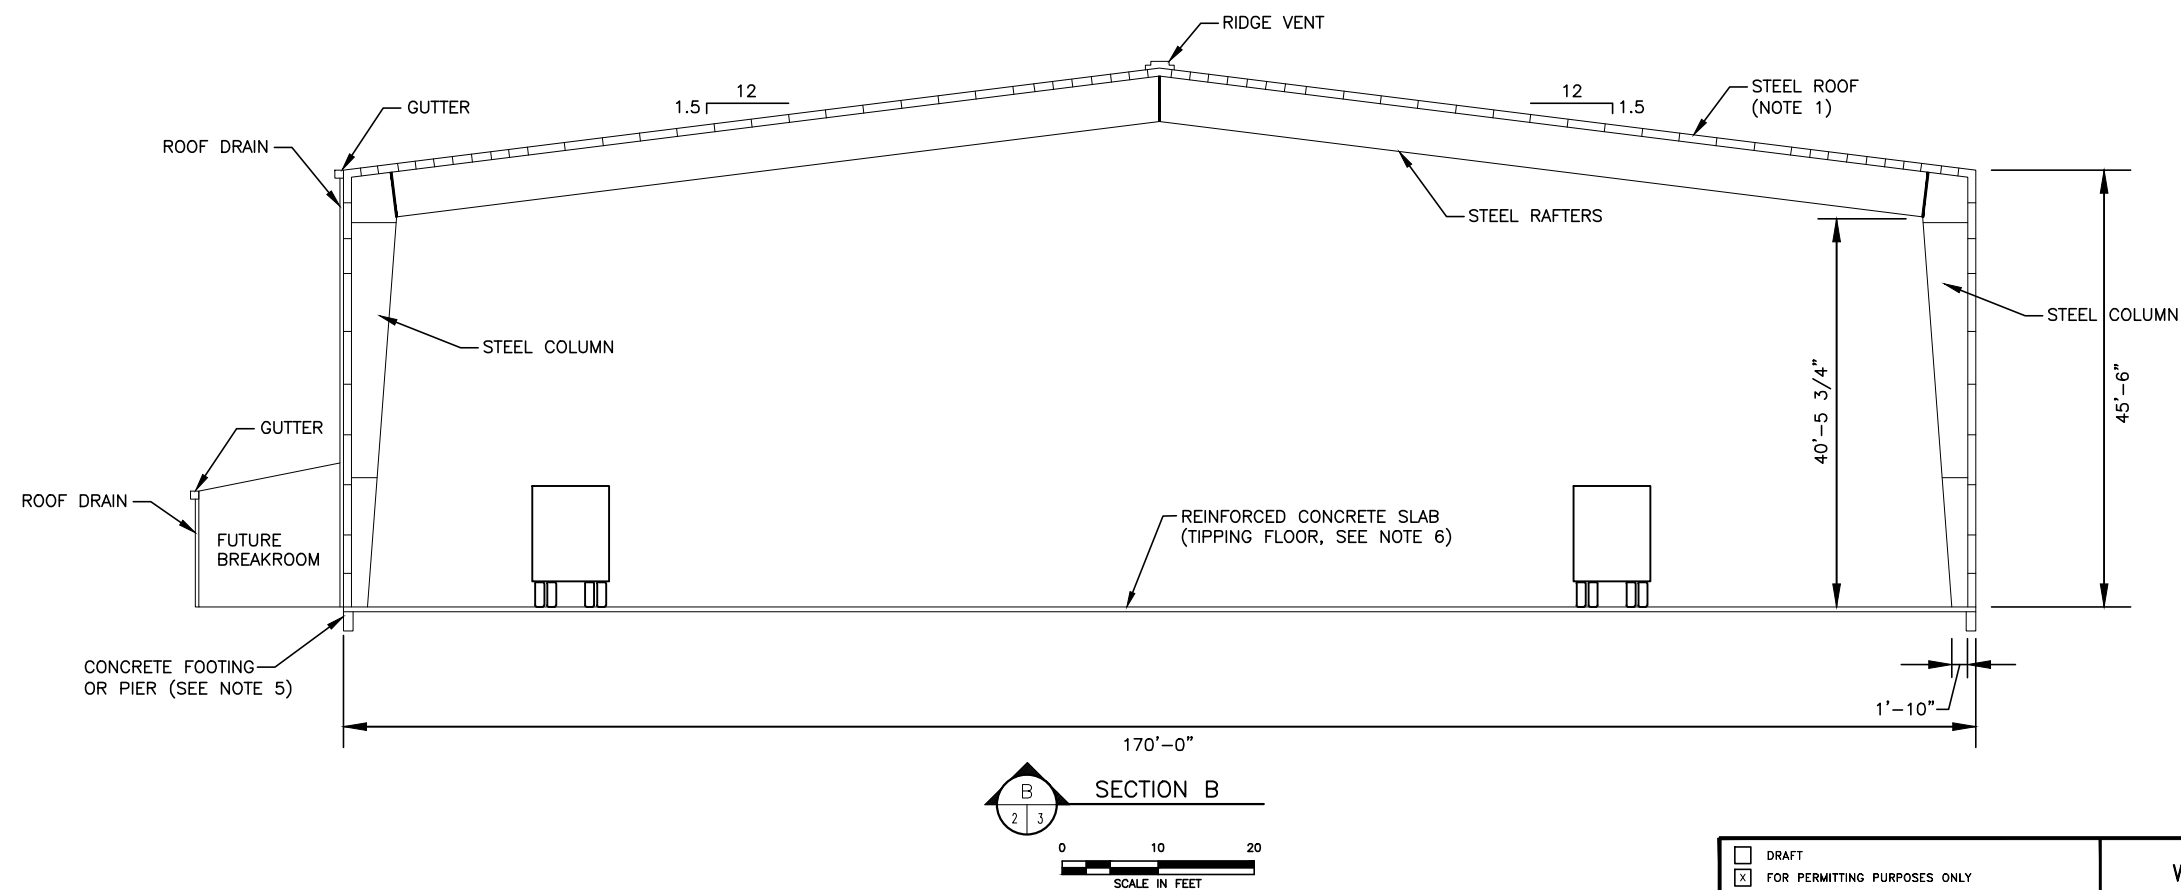 RIDGE VENT
12
1.5
12
1.5
STEEL ROOF
(NOTE 1)
GUTTER
ROOF DRAIN
STEEL RAFTERS
STEEL COLUMN
STEEL COLUMN
40'-5 3/4"
45'-6"
GUTTER
ROOF DRAIN
FUTURE
BREAKROOM
REINFORCED CONCRETE SLAB
(TIPPING FLOOR, SEE NOTE 6)
CONCRETE FOOTING
OR PIER (SEE NOTE 5)
1'-10"
170'-0"
B
2 3
SECTION B
0 10 20
SCALE IN FEET
DRAFT
X FOR PERMITTING PURPOSES ONLY